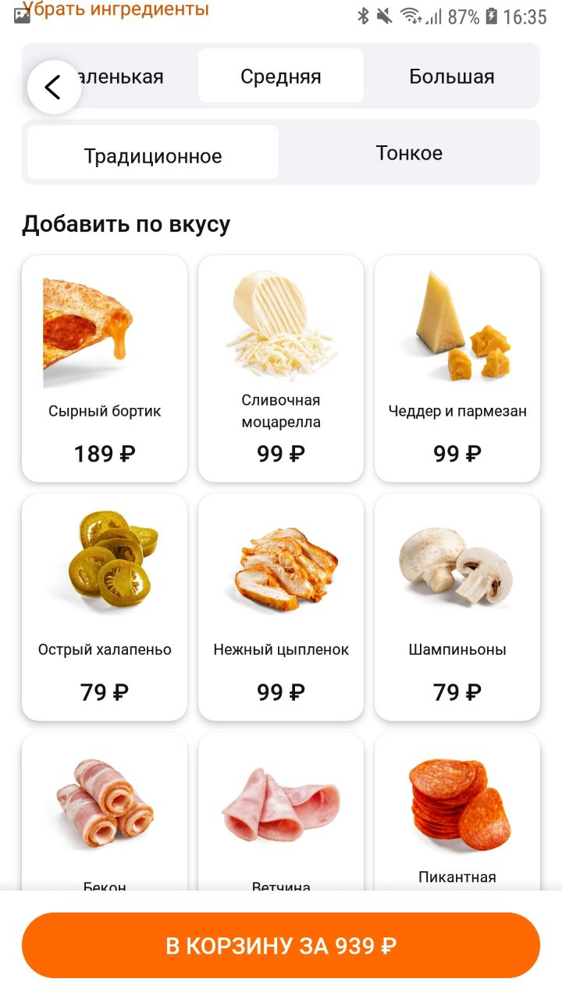 Убрать ингредиенты
87% 16:35
аленькая Средняя Большая
Традиционное Тонкое
Добавить по вкусу
Сырный бортик
189 ₽
Сливочная
моцарелла
99 ₽
Чеддер и пармезан
99 ₽
Острый халапеньо
79 ₽
Нежный цыпленок
99 ₽
Шампиньоны
79 ₽
Бекон
Ветчина
Пикантная
В КОРЗИНУ ЗА 939 ₽